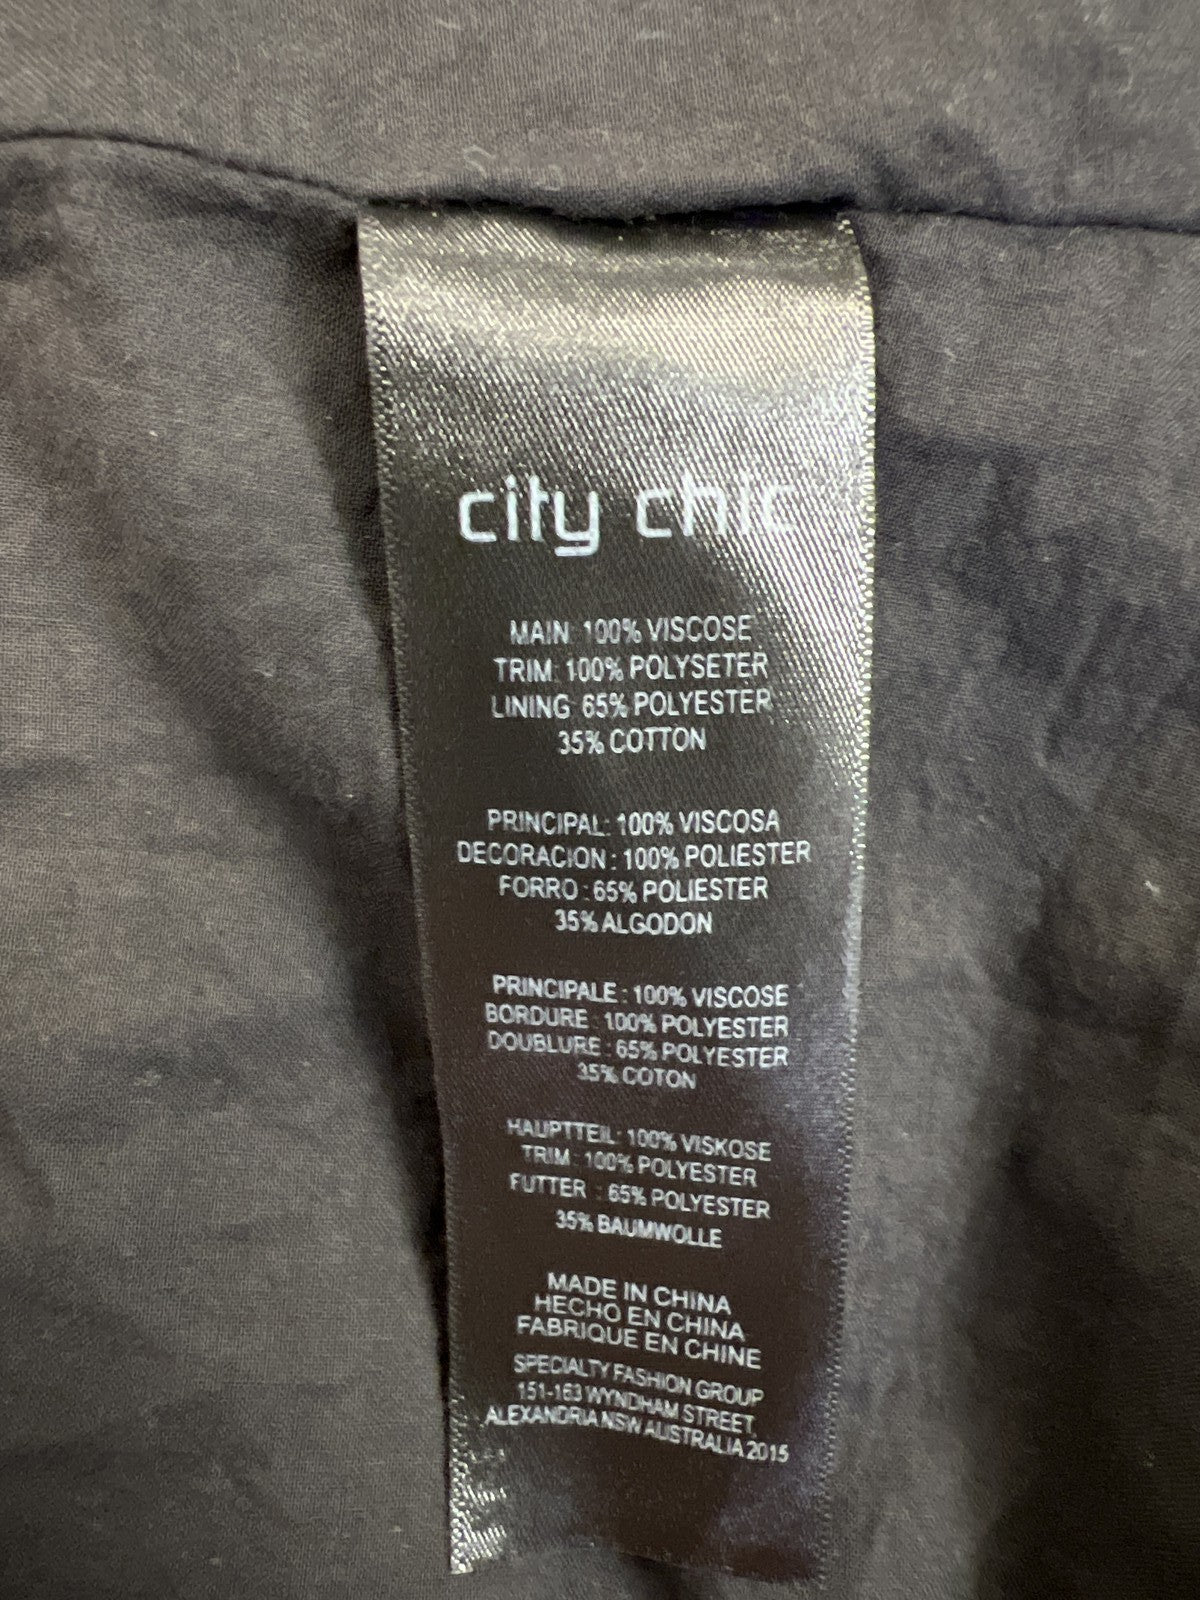 city chic
MAIN: 100% VISCOSE
TRIM: 100% POLYSETER
LINING: 65% POLYESTER
35% COTTON
PRINCIPAL: 100% VISCOSA
DECORACION : 100% POLIESTER
FORRO : 65% POLIESTER
35% ALGODON
PRINCIPALE : 100% VISCOSE
BORDURE : 100% POLYESTER
DOUBLURE : 65% POLYESTER
35% COTON
HAUPTTEIL: 100% VISKOSE
TRIM : 100% POLYESTER
FUTTER : 65% POLYESTER
35% BAUMWOLLE
MADE IN CHINA
HECHO EN CHINA
FABRIQUE EN CHINE
SPECIALTY FASHION GROUP
151-163 WYNDHAM STREET,
ALEXANDRIA NSW AUSTRALIA 2015